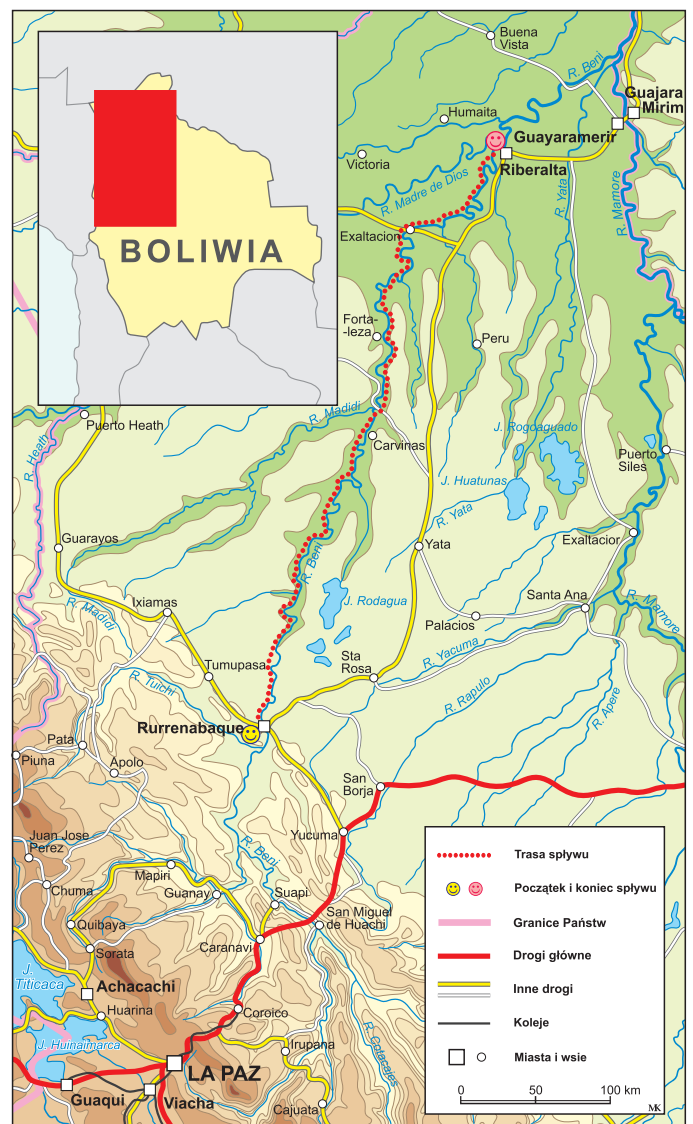 Buena
Vista
R. Beni
Guajara
Mirim
Humaita
Guayaramerir
Victoria
Riberalta
R. Madre de Dios
R. Yata
R. Mamore
Exaltacion
BOLIWIA
Forta-
-leza
Peru
R. Madidi
Puerto Heath
Carvinas
J. Rogoaguado
R. Heath
Puerto
Siles
J. Huatunas
R. Yata
Guarayos
Yata
Exaltacior
R. Beni
R. Madidi
Ixiamas
J. Rodagua
Santa Ana
R. Mamore
Palacios
Tumupasa
Sta
Rosa
R. Yacuma
R. Tuichi
R. Rapulo
R. Apere
Rurrenabaque
Pata
Piuna
Apolo
San
Borja
Juan Jose
Perez
Yucuma
R. Beni
Mapiri
Chuma
Guanay
Suapi
San Miguel
de Huachi
Quibaya
Caranavi
Sorata
J.
Titicaca
Achacachi
Huarina
Coroico
J. Huinaimarca
Irupana
R. Cotacajes
LA PAZ
Guaqui
Viacha
Cajuata
Trasa spływu
Początek i koniec spływu
Granice Państw
Drogi główne
Inne drogi
Koleje
Miasta i wsie
0 50 100 km
MK